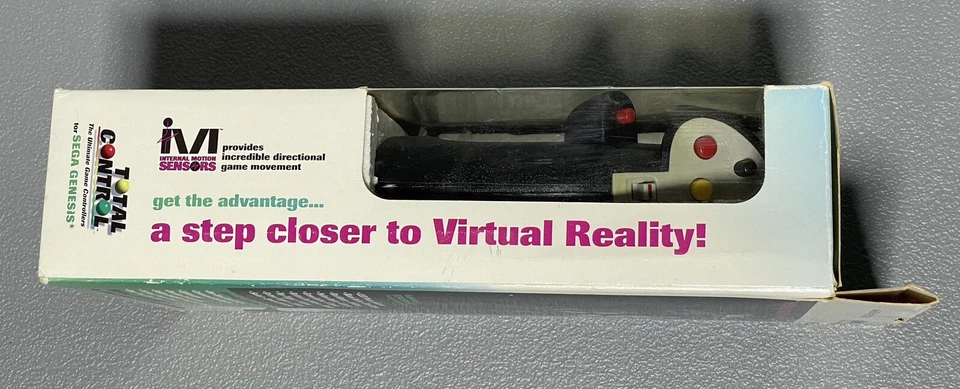 TOTAL
CONTROL
The Ultimate Game Controllers
for SEGA GENESIS®
iMI™
INTERNAL MOTION
SENSORS
provides
incredible directional
game movement
get the advantage...
a step closer to Virtual Reality!